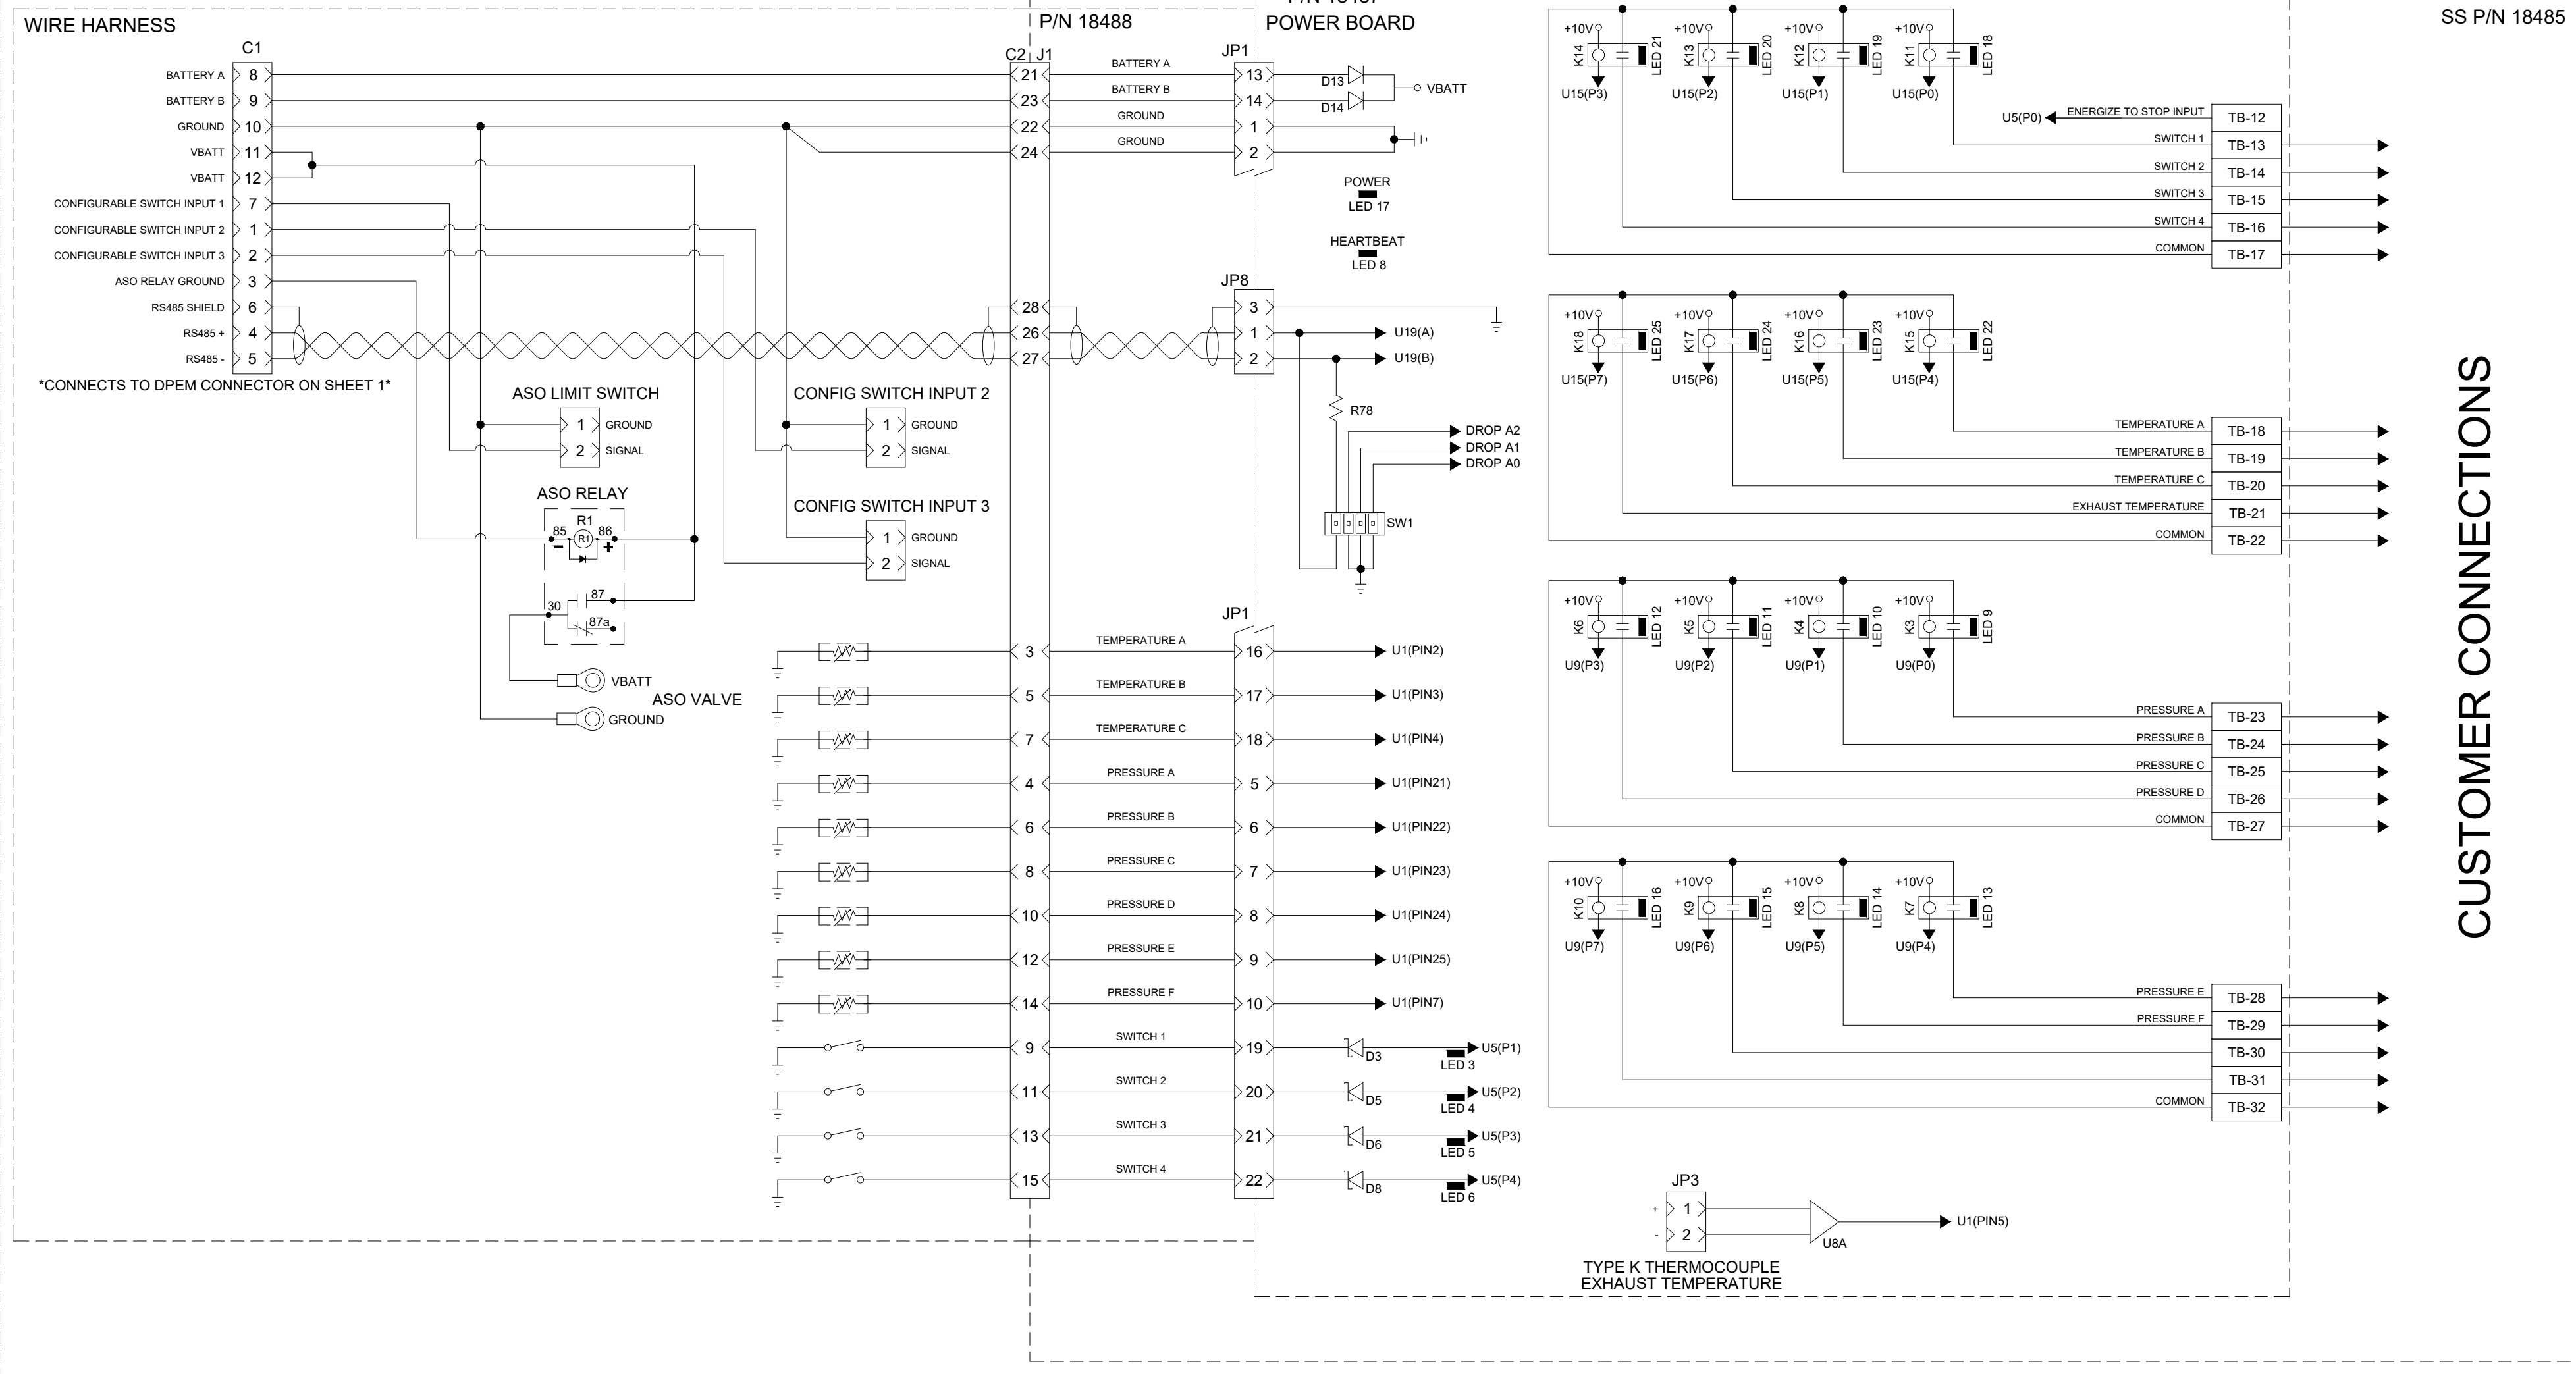 WIRE HARNESS
P/N 18488
POWER BOARD
SS P/N 18485
C1
BATTERY A 8
BATTERY B 9
GROUND 10
VBATT 11
VBATT 12
CONFIGURABLE SWITCH INPUT 1 7
CONFIGURABLE SWITCH INPUT 2 1
CONFIGURABLE SWITCH INPUT 3 2
ASO RELAY GROUND 3
RS485 SHIELD 6
RS485 + 4
RS485 - 5
*CONNECTS TO DPEM CONNECTOR ON SHEET 1*
ASO LIMIT SWITCH
1 GROUND
2 SIGNAL
CONFIG SWITCH INPUT 2
1 GROUND
2 SIGNAL
CONFIG SWITCH INPUT 3
1 GROUND
2 SIGNAL
ASO RELAY
R1
85 R1 86
- +
30 87
87a
VBATT
ASO VALVE
GROUND
C2 J1 JP1
21 BATTERY A 13 D13
23 BATTERY B 14 D14
VBATT
22 GROUND 1
24 GROUND 2
POWER
LED 17
HEARTBEAT
LED 8
JP8
28 3
26 1 U19(A)
27 2 U19(B)
R78
DROP A2
DROP A1
DROP A0
SW1
JP1
3 TEMPERATURE A 16 U1(PIN2)
5 TEMPERATURE B 17 U1(PIN3)
7 TEMPERATURE C 18 U1(PIN4)
4 PRESSURE A 5 U1(PIN21)
6 PRESSURE B 6 U1(PIN22)
8 PRESSURE C 7 U1(PIN23)
10 PRESSURE D 8 U1(PIN24)
12 PRESSURE E 9 U1(PIN25)
14 PRESSURE F 10 U1(PIN7)
9 SWITCH 1 19 D3 LED 3 U5(P1)
11 SWITCH 2 20 D5 LED 4 U5(P2)
13 SWITCH 3 21 D6 LED 5 U5(P3)
15 SWITCH 4 22 D8 LED 6 U5(P4)
+10V +10V +10V +10V
K14 LED 21 K13 LED 20 K12 LED 19 K11 LED 18
U15(P3) U15(P2) U15(P1) U15(P0)
U5(P0) ENERGIZE TO STOP INPUT TB-12
SWITCH 1 TB-13
SWITCH 2 TB-14
SWITCH 3 TB-15
SWITCH 4 TB-16
COMMON TB-17
+10V +10V +10V +10V
K18 LED 25 K17 LED 24 K16 LED 23 K15 LED 22
U15(P7) U15(P6) U15(P5) U15(P4)
TEMPERATURE A TB-18
TEMPERATURE B TB-19
TEMPERATURE C TB-20
EXHAUST TEMPERATURE TB-21
COMMON TB-22
+10V +10V +10V +10V
K6 LED 12 K5 LED 11 K4 LED 10 K3 LED 9
U9(P3) U9(P2) U9(P1) U9(P0)
PRESSURE A TB-23
PRESSURE B TB-24
PRESSURE C TB-25
PRESSURE D TB-26
COMMON TB-27
+10V +10V +10V +10V
K10 LED 16 K9 LED 15 K8 LED 14 K7 LED 13
U9(P7) U9(P6) U9(P5) U9(P4)
PRESSURE E TB-28
PRESSURE F TB-29
TB-30
TB-31
COMMON TB-32
JP3
+ 1
- 2
U8A
U1(PIN5)
TYPE K THERMOCOUPLE
EXHAUST TEMPERATURE
CUSTOMER CONNECTIONS